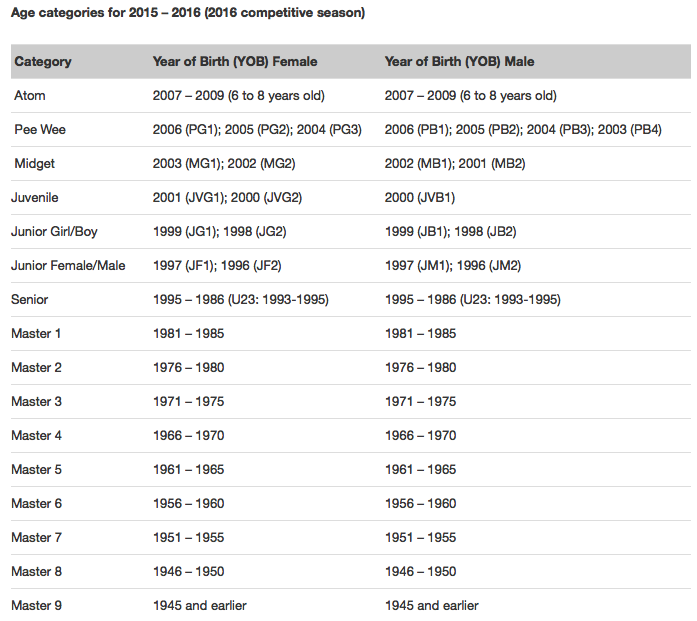 Age categories for 2015 – 2016 (2016 competitive season)
Category Year of Birth (YOB) Female Year of Birth (YOB) Male
Atom 2007 – 2009 (6 to 8 years old) 2007 – 2009 (6 to 8 years old)
Pee Wee 2006 (PG1); 2005 (PG2); 2004 (PG3) 2006 (PB1); 2005 (PB2); 2004 (PB3); 2003 (PB4)
Midget 2003 (MG1); 2002 (MG2) 2002 (MB1); 2001 (MB2)
Juvenile 2001 (JVG1); 2000 (JVG2) 2000 (JVB1)
Junior Girl/Boy 1999 (JG1); 1998 (JG2) 1999 (JB1); 1998 (JB2)
Junior Female/Male 1997 (JF1); 1996 (JF2) 1997 (JM1); 1996 (JM2)
Senior 1995 – 1986 (U23: 1993-1995) 1995 – 1986 (U23: 1993-1995)
Master 1 1981 – 1985 1981 – 1985
Master 2 1976 – 1980 1976 – 1980
Master 3 1971 – 1975 1971 – 1975
Master 4 1966 – 1970 1966 – 1970
Master 5 1961 – 1965 1961 – 1965
Master 6 1956 – 1960 1956 – 1960
Master 7 1951 – 1955 1951 – 1955
Master 8 1946 – 1950 1946 – 1950
Master 9 1945 and earlier 1945 and earlier